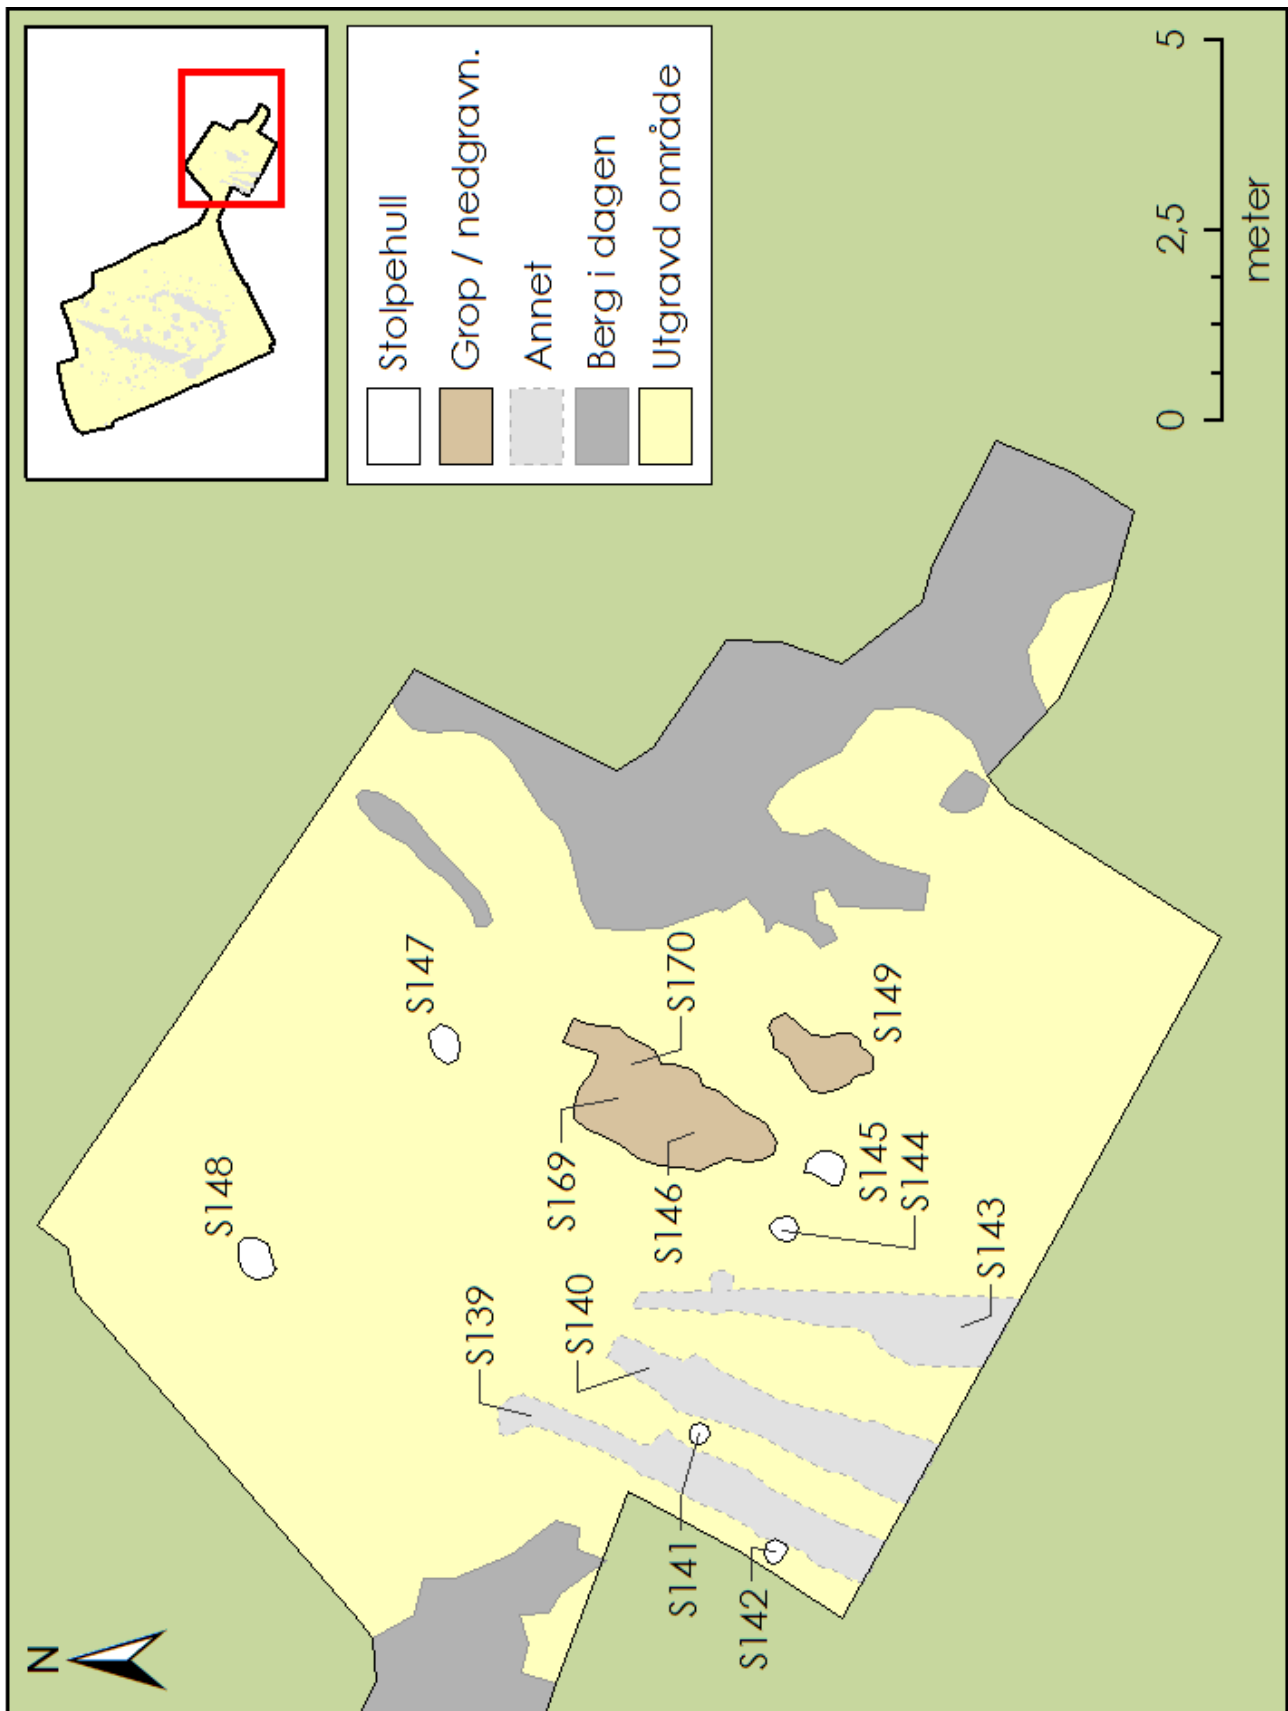 N
Stolpehull
Grop / nedgravn.
Annet
Berg i dagen
Utgravd område
S148
S147
S139
S169
S140
S170
S146
S141
S142
S145
S149
S144
S143
0 2,5 5
meter